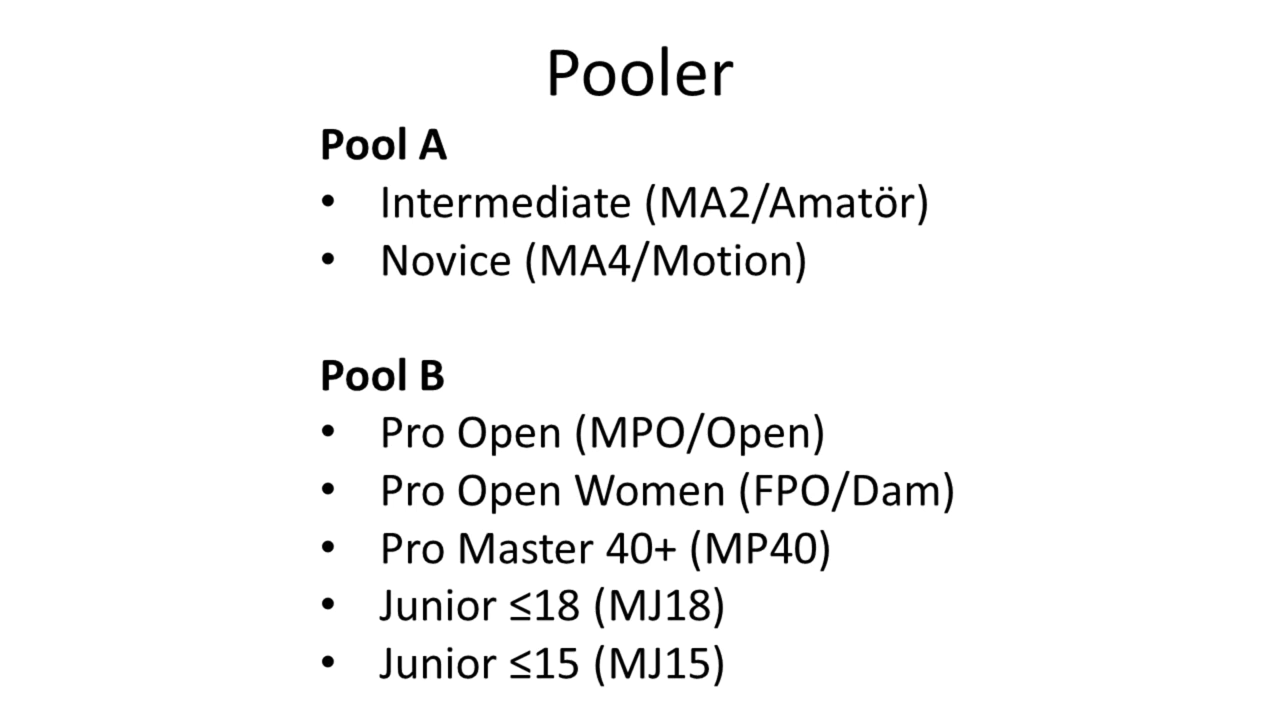 Pooler
Pool A
• Intermediate (MA2/Amatör)
• Novice (MA4/Motion)
Pool B
• Pro Open (MPO/Open)
• Pro Open Women (FPO/Dam)
• Pro Master 40+ (MP40)
• Junior ≤18 (MJ18)
• Junior ≤15 (MJ15)